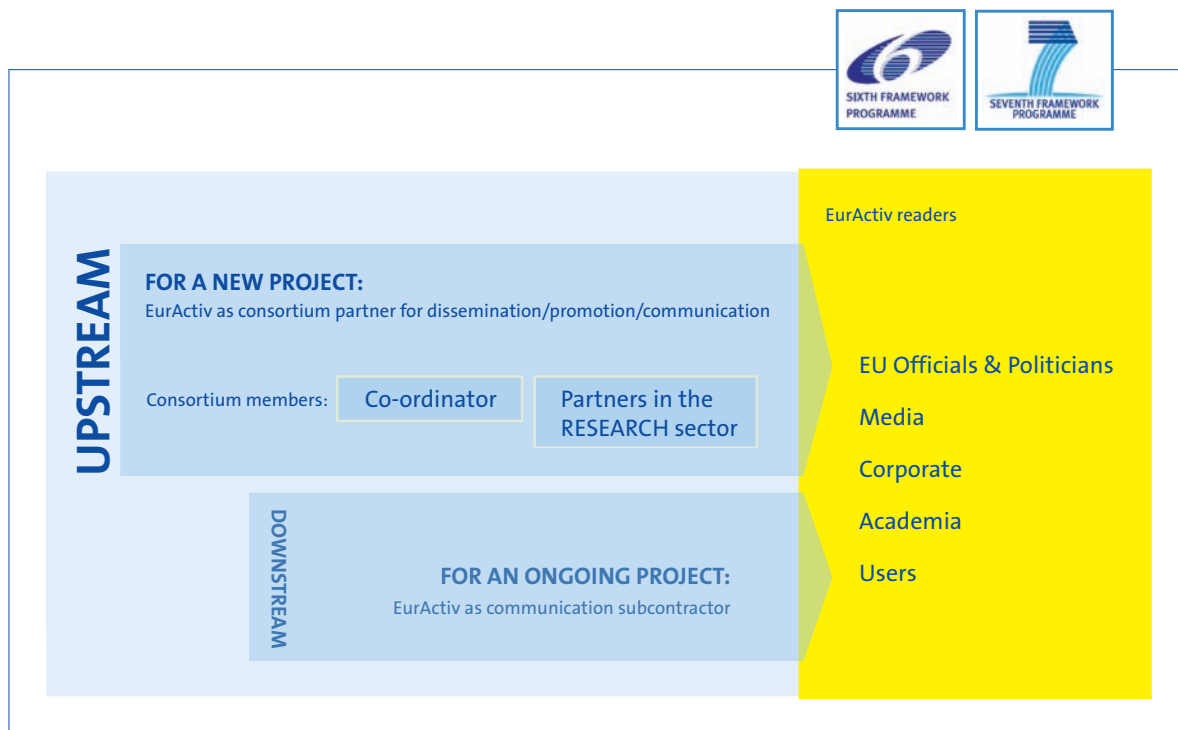 SIXTH FRAMEWORK
PROGRAMME
SEVENTH FRAMEWORK
PROGRAMME
EurActiv readers
UPSTREAM
FOR A NEW PROJECT:
EurActiv as consortium partner for dissemination/promotion/communication
Consortium members:
Co-ordinator
Partners in the
RESEARCH sector
EU Officials & Politicians
Media
Corporate
Academia
Users
DOWNSTREAM
FOR AN ONGOING PROJECT:
EurActiv as communication subcontractor